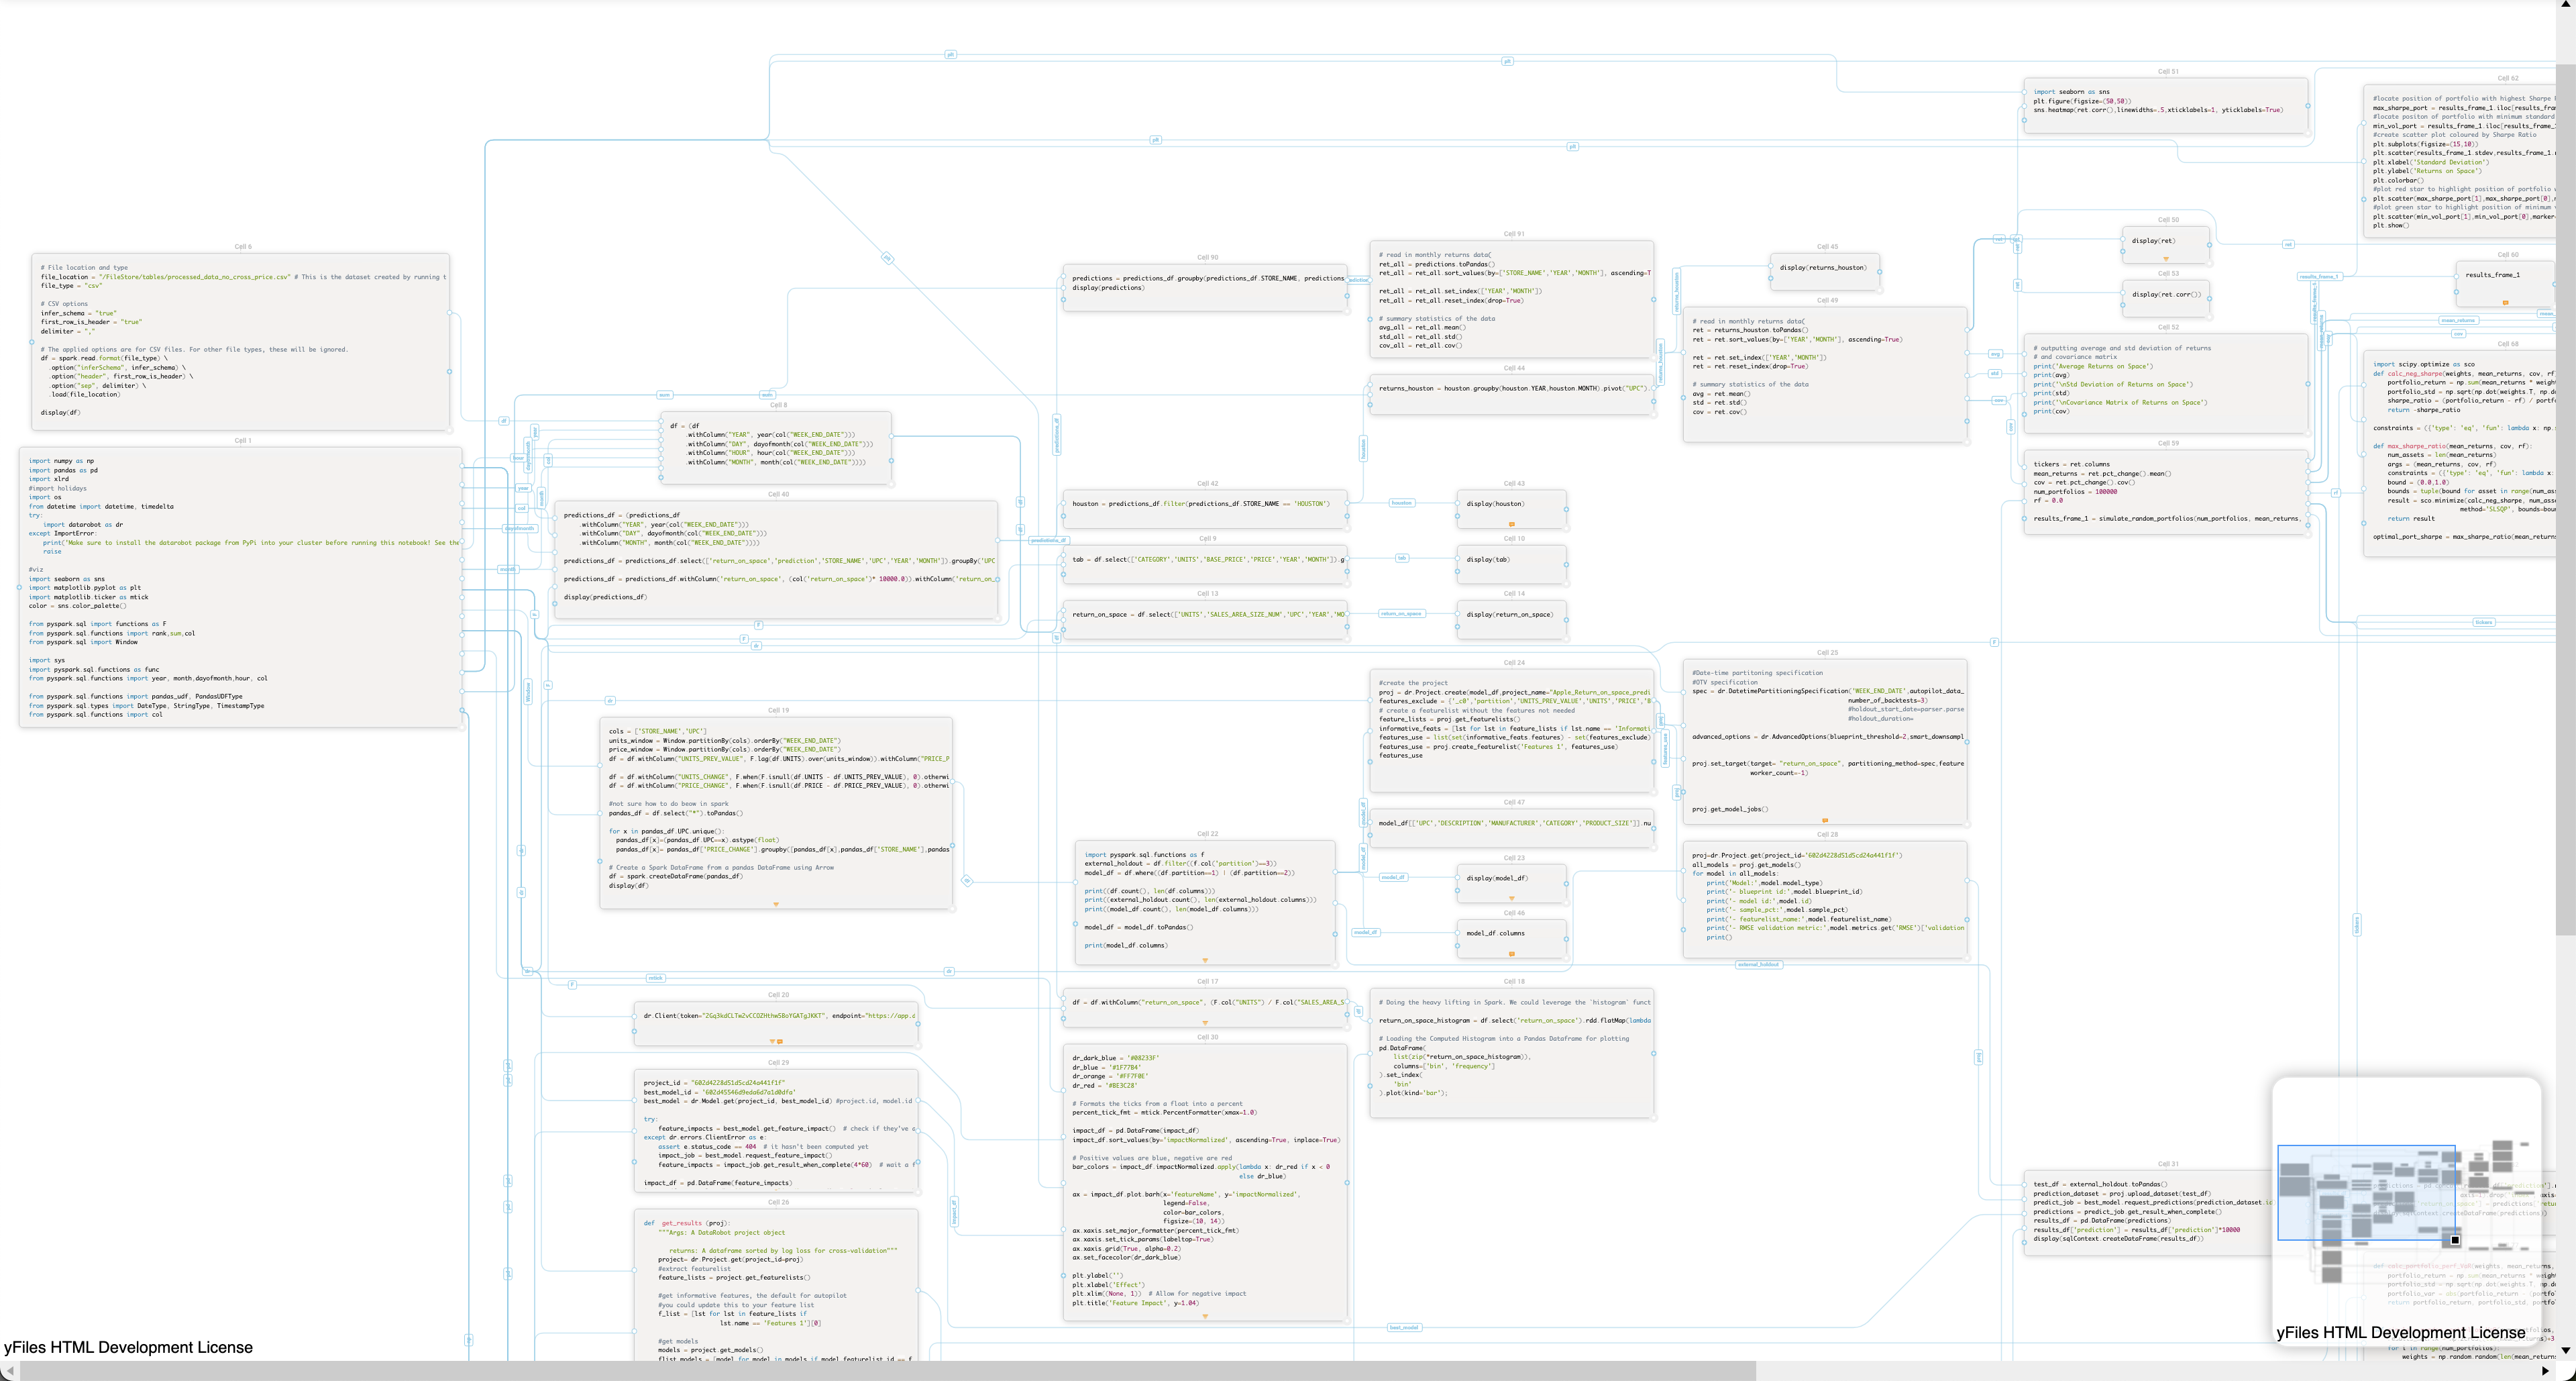 plt
plt
plt
plt
Cell 51
import seaborn as sns
plt.figure(figsize=(50,50))
sns.heatmap(ret.corr(),linewidths=.5,xticklabels=1, yticklabels=True)
Cell 62
#locate position of portfolio with highest Sharpe
max_sharpe_port = results_frame_1.iloc[results_fra
#locate positon of portfolio with minimum standard
min_vol_port = results_frame_1.iloc[results_frame_1
#create scatter plot coloured by Sharpe Ratio
plt.subplots(figsize=(15,10))
plt.scatter(results_frame_1.stdev,results_frame_1.
plt.xlabel('Standard Deviation')
plt.ylabel('Returns on Space')
plt.colorbar()
#plot red star to highlight position of portfolio
plt.scatter(max_sharpe_port[1],max_sharpe_port[0],
#plot green star to highlight position of minimum
plt.scatter(min_vol_port[1],min_vol_port[0],marker
plt.show()
Cell 50
display(ret)
Cell 53
display(ret.corr())
Cell 60
results_frame_1
Cell 6
# File location and type
file_location = "/FileStore/tables/processed_data_no_cross_price.csv" # This is the dataset created by running t
file_type = "csv"
# CSV options
infer_schema = "true"
first_row_is_header = "true"
delimiter = ","
# The applied options are for CSV files. For other file types, these will be ignored.
df = spark.read.format(file_type) \
.option("inferSchema", infer_schema) \
.option("header", first_row_is_header) \
.option("sep", delimiter) \
.load(file_location)
display(df)
Cell 90
predictions = predictions_df.groupby(predictions_df.STORE_NAME, predictions
display(predictions)
Cell 91
# read in monthly returns data(
ret_all = predictions.toPandas()
ret_all = ret_all.sort_values(by=['STORE_NAME','YEAR','MONTH'], ascending=T
ret_all = ret_all.set_index(['YEAR','MONTH'])
ret_all = ret_all.reset_index(drop=True)
# summary statistics of the data
avg_all = ret_all.mean()
std_all = ret_all.std()
cov_all = ret_all.cov()
Cell 45
display(returns_houston)
Cell 49
# read in monthly returns data(
ret = returns_houston.toPandas()
ret = ret.sort_values(by=['YEAR','MONTH'], ascending=True)
ret = ret.set_index(['YEAR','MONTH'])
ret = ret.reset_index(drop=True)
# summary statistics of the data
avg = ret.mean()
std = ret.std()
cov = ret.cov()
Cell 52
# outputting average and std deviation of returns
# and covariance matrix
print('Average Returns on Space')
print(avg)
print('\nStd Deviation of Returns on Space')
print(std)
print('\nCovariance Matrix of Returns on Space')
print(cov)
Cell 68
import scipy.optimize as sco
def calc_neg_sharpe(weights, mean_returns, cov, rf)
portfolio_return = np.sum(mean_returns * weight
portfolio_std = np.sqrt(np.dot(weights.T, np.do
sharpe_ratio = (portfolio_return - rf) / portfo
return -sharpe_ratio
constraints = ({'type': 'eq', 'fun': lambda x: np.
def max_sharpe_ratio(mean_returns, cov, rf):
num_assets = len(mean_returns)
args = (mean_returns, cov, rf)
constraints = ({'type': 'eq', 'fun': lambda x:
bound = (0.0,1.0)
bounds = tuple(bound for asset in range(num_ass
result = sco.minimize(calc_neg_sharpe, num_asse
method='SLSQP', bounds=boun
return result
optimal_port_sharpe = max_sharpe_ratio(mean_return
Cell 44
returns_houston = houston.groupby(houston.YEAR,houston.MONTH).pivot("UPC").
Cell 8
df = (df
.withColumn("YEAR", year(col("WEEK_END_DATE")))
.withColumn("DAY", dayofmonth(col("WEEK_END_DATE")))
.withColumn("HOUR", hour(col("WEEK_END_DATE")))
.withColumn("MONTH", month(col("WEEK_END_DATE"))))
Cell 1
import numpy as np
import pandas as pd
import xlrd
#import holidays
import os
from datetime import datetime, timedelta
try:
import datarobot as dr
except ImportError:
print('Make sure to install the datarobot package from PyPi into your cluster before running this notebook! See the
raise
#viz
import seaborn as sns
import matplotlib.pyplot as plt
import matplotlib.ticker as mtick
color = sns.color_palette()
from pyspark.sql import functions as F
from pyspark.sql.functions import rank,sum,col
from pyspark.sql import Window
import sys
import pyspark.sql.functions as func
from pyspark.sql.functions import year, month,dayofmonth,hour, col
from pyspark.sql.functions import pandas_udf, PandasUDFType
from pyspark.sql.types import DateType, StringType, TimestampType
from pyspark.sql.functions import col
Cell 40
predictions_df = (predictions_df
.withColumn("YEAR", year(col("WEEK_END_DATE")))
.withColumn("DAY", dayofmonth(col("WEEK_END_DATE")))
.withColumn("MONTH", month(col("WEEK_END_DATE"))))
predictions_df = predictions_df.select(['return_on_space','prediction','STORE_NAME','UPC','YEAR','MONTH']).groupBy('UPC
predictions_df = predictions_df.withColumn('return_on_space', (col('return_on_space')* 10000.0)).withColumn('return_on_
display(predictions_df)
Cell 42
houston = predictions_df.filter(predictions_df.STORE_NAME == 'HOUSTON')
houston
Cell 43
display(houston)
Cell 9
tab = df.select(['CATEGORY','UNITS','BASE_PRICE','PRICE','YEAR','MONTH']).g
tab
Cell 10
display(tab)
Cell 13
return_on_space = df.select(['UNITS','SALES_AREA_SIZE_NUM','UPC','YEAR','MO
return_on_space
Cell 14
display(return_on_space)
Cell 59
tickers = ret.columns
mean_returns = ret.pct_change().mean()
cov = ret.pct_change().cov()
num_portfolios = 100000
rf = 0.0
results_frame_1 = simulate_random_portfolios(num_portfolios, mean_returns,
tickers
Cell 24
#create the project
proj = dr.Project.create(model_df,project_name="Apple_Return_on_space_predi
features_exclude = {'_c0','partition','UNITS_PREV_VALUE','UNITS','PRICE','B
# create a featurelist without the features not needed
feature_lists = proj.get_featurelists()
informative_feats = [lst for lst in feature_lists if lst.name == 'Informati
features_use = list(set(informative_feats.features) - set(features_exclude)
features_use = proj.create_featurelist('Features 1', features_use)
features_use
Cell 25
#Date-time partitoning specification
#OTV specification
spec = dr.DatetimePartitioningSpecification('WEEK_END_DATE',autopilot_data_
number_of_backtests=3)
#holdout_start_date=parser.parse
#holdout_duration=
advanced_options = dr.AdvancedOptions(blueprint_threshold=2,smart_downsampl
proj.set_target(target= "return_on_space", partitioning_method=spec,feature
worker_count=-1)
proj.get_model_jobs()
Cell 19
cols = ['STORE_NAME','UPC']
units_window = Window.partitionBy(cols).orderBy("WEEK_END_DATE")
price_window = Window.partitionBy(cols).orderBy("WEEK_END_DATE")
df = df.withColumn("UNITS_PREV_VALUE", F.lag(df.UNITS).over(units_window)).withColumn("PRICE_P
df = df.withColumn("UNITS_CHANGE", F.when(F.isnull(df.UNITS - df.UNITS_PREV_VALUE), 0).otherwi
df = df.withColumn("PRICE_CHANGE", F.when(F.isnull(df.PRICE - df.PRICE_PREV_VALUE), 0).otherwi
#not sure how to do beow in spark
pandas_df = df.select("*").toPandas()
for x in pandas_df.UPC.unique():
pandas_df[x]=(pandas_df.UPC==x).astype(float)
pandas_df[x]= pandas_df['PRICE_CHANGE'].groupby([pandas_df[x],pandas_df['STORE_NAME'],pandas
# Create a Spark DataFrame from a pandas DataFrame using Arrow
df = spark.createDataFrame(pandas_df)
display(df)
Cell 47
model_df[['UPC','DESCRIPTION','MANUFACTURER','CATEGORY','PRODUCT_SIZE']].nu
Cell 22
import pyspark.sql.functions as f
external_holdout = df.filter((f.col("partition")==3))
model_df = df.where((df.partition==1) | (df.partition==2))
print((df.count(), len(df.columns)))
print((external_holdout.count(), len(external_holdout.columns)))
print((model_df.count(), len(model_df.columns)))
model_df = model_df.toPandas()
print(model_df.columns)
Cell 23
model_df
display(model_df)
Cell 46
model_df
model_df.columns
Cell 28
proj=dr.Project.get(project_id='602d4228d51d5cd24a441f1f')
all_models = proj.get_models()
for model in all_models:
print('Model:',model.model_type)
print('- blueprint id:',model.blueprint_id)
print('- model id:',model.id)
print('- sample_pct:',model.sample_pct)
print('- featurelist_name:',model.featurelist_name)
print('- RMSE validation metric:',model.metrics.get('RMSE')['validation
print()
external_holdout
mtick
Cell 20
dr.Client(token="2Gq3kdCLTw2vCCOZHthwSBoYGATgJKKT", endpoint="https://app.d
Cell 17
df = df.withColumn("return_on_space", (F.col("UNITS") / F.col("SALES_AREA_S
Cell 18
# Doing the heavy lifting in Spark. We could leverage the `histogram` funct
return_on_space_histogram = df.select('return_on_space').rdd.flatMap(lambda
# Loading the Computed Histogram into a Pandas Dataframe for plotting
pd.DataFrame(
list(zip(*return_on_space_histogram)),
columns=['bin', 'frequency']
).set_index(
'bin'
).plot(kind='bar');
Cell 29
project_id = "602d4228d51d5cd24a441f1f"
best_model_id = '602d45546d9eda6d7a1d0dfa'
best_model = dr.Model.get(project_id, best_model_id) #project.id, model.id
try:
feature_impacts = best_model.get_feature_impact() # check if they've
except dr.errors.ClientError as e:
assert e.status_code == 404 # it hasn't been computed yet
impact_job = best_model.request_feature_impact()
feature_impacts = impact_job.get_result_when_complete(4*60) # wait a f
impact_df = pd.DataFrame(feature_impacts)
Cell 30
dr_dark_blue = '#08233F'
dr_blue = '#1F77B4'
dr_orange = '#FF7F0E'
dr_red = '#BE3C28'
# Formats the ticks from a float into a percent
percent_tick_fmt = mtick.PercentFormatter(xmax=1.0)
impact_df = pd.DataFrame(impact_df)
impact_df.sort_values(by='impactNormalized', ascending=True, inplace=True)
# Positive values are blue, negative are red
bar_colors = impact_df.impactNormalized.apply(lambda x: dr_red if x < 0
else dr_blue)
ax = impact_df.plot.barh(x='featureName', y='impactNormalized',
legend=False,
color=bar_colors,
figsize=(10, 14))
ax.xaxis.set_major_formatter(percent_tick_fmt)
ax.xaxis.set_tick_params(labeltop=True)
ax.xaxis.grid(True, alpha=0.2)
ax.set_facecolor(dr_dark_blue)
plt.ylabel('')
plt.xlabel('Effect')
plt.xlim((None, 1)) # Allow for negative impact
plt.title('Feature Impact', y=1.04)
best_model
Cell 26
def get_results (proj):
"""Args: A DataRobot project object
returns: A dataframe sorted by log loss for cross-validation"""
project= dr.Project.get(project_id=proj)
#extract featurelist
feature_lists = project.get_featurelists()
#get informative features, the default for autopilot
#you could update this to your feature list
f_list = [lst for lst in feature_lists if
lst.name == 'Features 1'][0]
#get models
models = project.get_models()
flist_models = [model for model in models if model.featurelist_id == f
Cell 31
test_df = external_holdout.toPandas()
prediction_dataset = proj.upload_dataset(test_df)
predict_job = best_model.request_predictions(prediction_dataset.id
predictions = predict_job.get_result_when_complete()
results_df = pd.DataFrame(predictions)
results_df['prediction'] = results_df['prediction']*10000
display(sqlContext.createDataFrame(results_df))
yFiles HTML Development License
for i in range(num_portfolios):
weights = np.random.random(len(mean_returns
yFiles HTML Development License